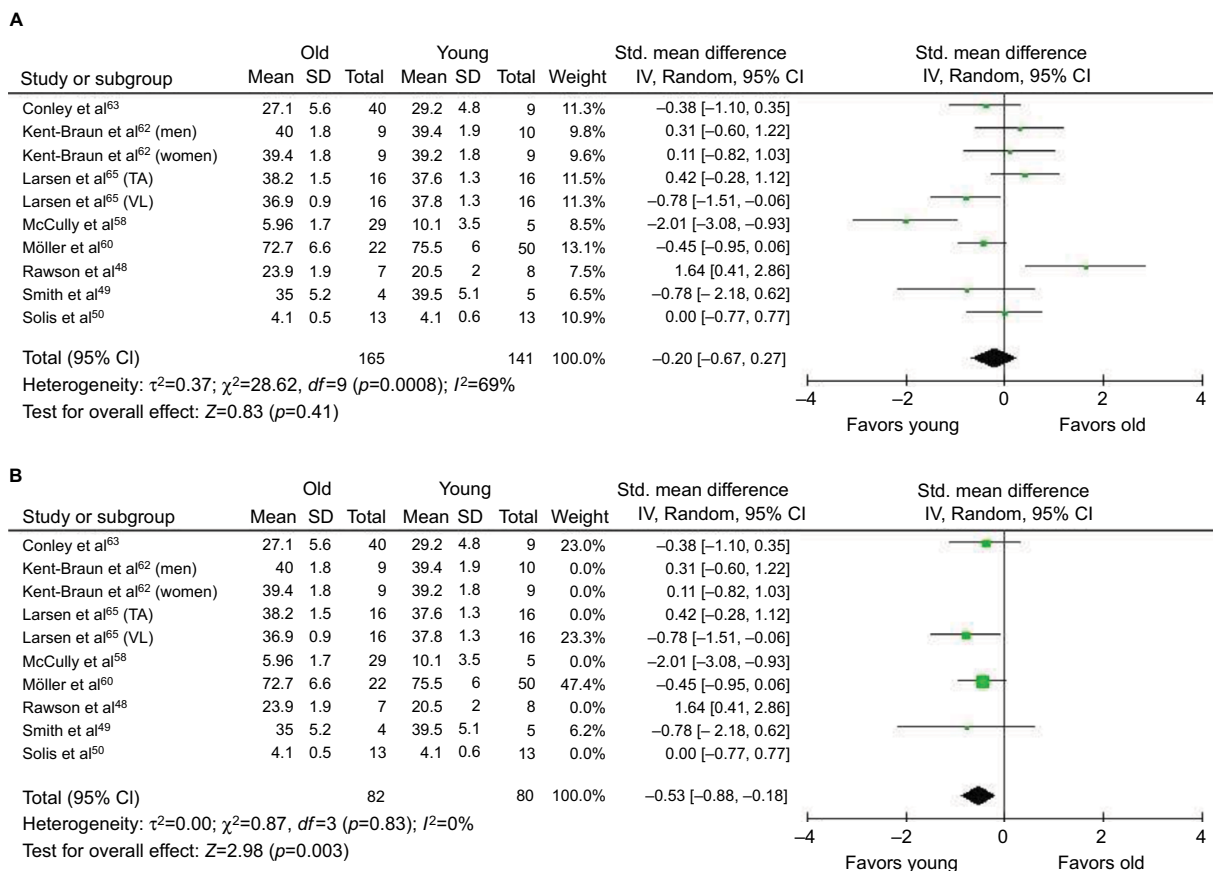 A
Old Young Std. mean difference Std. mean difference
Study or subgroup Mean SD Total Mean SD Total Weight IV, Random, 95% CI IV, Random, 95% CI
Conley et al⁶³ 27.1 5.6 40 29.2 4.8 9 11.3% –0.38 [–1.10, 0.35]
Kent-Braun et al⁶² (men) 40 1.8 9 39.4 1.9 10 9.8% 0.31 [–0.60, 1.22]
Kent-Braun et al⁶² (women) 39.4 1.8 9 39.2 1.8 9 9.6% 0.11 [–0.82, 1.03]
Larsen et al⁶⁵ (TA) 38.2 1.5 16 37.6 1.3 16 11.5% 0.42 [–0.28, 1.12]
Larsen et al⁶⁵ (VL) 36.9 0.9 16 37.8 1.3 16 11.3% –0.78 [–1.51, –0.06]
McCully et al⁵⁸ 5.96 1.7 29 10.1 3.5 5 8.5% –2.01 [–3.08, –0.93]
Möller et al⁶⁰ 72.7 6.6 22 75.5 6 50 13.1% –0.45 [–0.95, 0.06]
Rawson et al⁴⁸ 23.9 1.9 7 20.5 2 8 7.5% 1.64 [0.41, 2.86]
Smith et al⁴⁹ 35 5.2 4 39.5 5.1 5 6.5% –0.78 [– 2.18, 0.62]
Solis et al⁵⁰ 4.1 0.5 13 4.1 0.6 13 10.9% 0.00 [–0.77, 0.77]
Total (95% CI) 165 141 100.0% –0.20 [–0.67, 0.27]
Heterogeneity: τ²=0.37; χ²=28.62, df=9 (p=0.0008); I²=69%
Test for overall effect: Z=0.83 (p=0.41)
–4 –2 0 2 4
Favors young Favors old
B
Old Young Std. mean difference Std. mean difference
Study or subgroup Mean SD Total Mean SD Total Weight IV, Random, 95% CI IV, Random, 95% CI
Conley et al⁶³ 27.1 5.6 40 29.2 4.8 9 23.0% –0.38 [–1.10, 0.35]
Kent-Braun et al⁶² (men) 40 1.8 9 39.4 1.9 10 0.0% 0.31 [–0.60, 1.22]
Kent-Braun et al⁶² (women) 39.4 1.8 9 39.2 1.8 9 0.0% 0.11 [–0.82, 1.03]
Larsen et al⁶⁵ (TA) 38.2 1.5 16 37.6 1.3 16 0.0% 0.42 [–0.28, 1.12]
Larsen et al⁶⁵ (VL) 36.9 0.9 16 37.8 1.3 16 23.3% –0.78 [–1.51, –0.06]
McCully et al⁵⁸ 5.96 1.7 29 10.1 3.5 5 0.0% –2.01 [–3.08, –0.93]
Möller et al⁶⁰ 72.7 6.6 22 75.5 6 50 47.4% –0.45 [–0.95, 0.06]
Rawson et al⁴⁸ 23.9 1.9 7 20.5 2 8 0.0% 1.64 [0.41, 2.86]
Smith et al⁴⁹ 35 5.2 4 39.5 5.1 5 6.2% –0.78 [– 2.18, 0.62]
Solis et al⁵⁰ 4.1 0.5 13 4.1 0.6 13 0.0% 0.00 [–0.77, 0.77]
Total (95% CI) 82 80 100.0% –0.53 [–0.88, –0.18]
Heterogeneity: τ²=0.00; χ²=0.87, df=3 (p=0.83); I²=0%
Test for overall effect: Z=2.98 (p=0.003)
–4 –2 0 2 4
Favors young Favors old